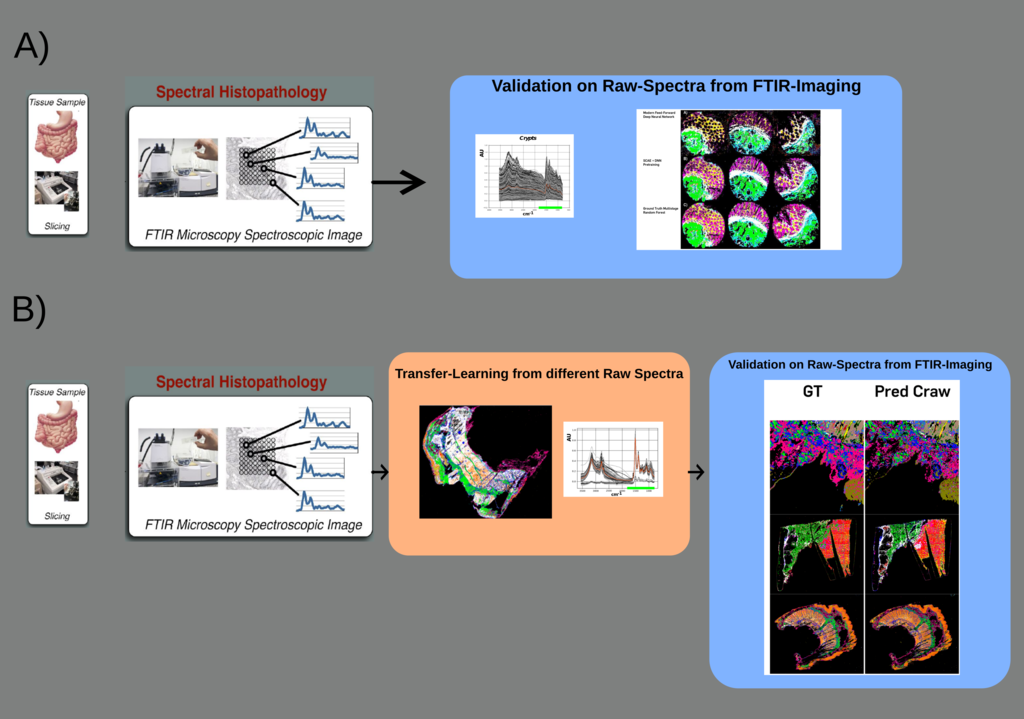 A)
Tissue Sample
Slicing
Spectral Histopathology
FTIR Microscopy Spectroscopic Image
Validation on Raw-Spectra from FTIR-Imaging
Crypts
AU
cm-1
Modern Feed-Forward
Deep Neural Network
SCAE + DNN
Pretraining
Ground Truth Multistage
Random Forest
B)
Tissue Sample
Slicing
Spectral Histopathology
FTIR Microscopy Spectroscopic Image
Transfer-Learning from different Raw Spectra
AU
cm-1
Validation on Raw-Spectra from FTIR-Imaging
GT
Pred Craw